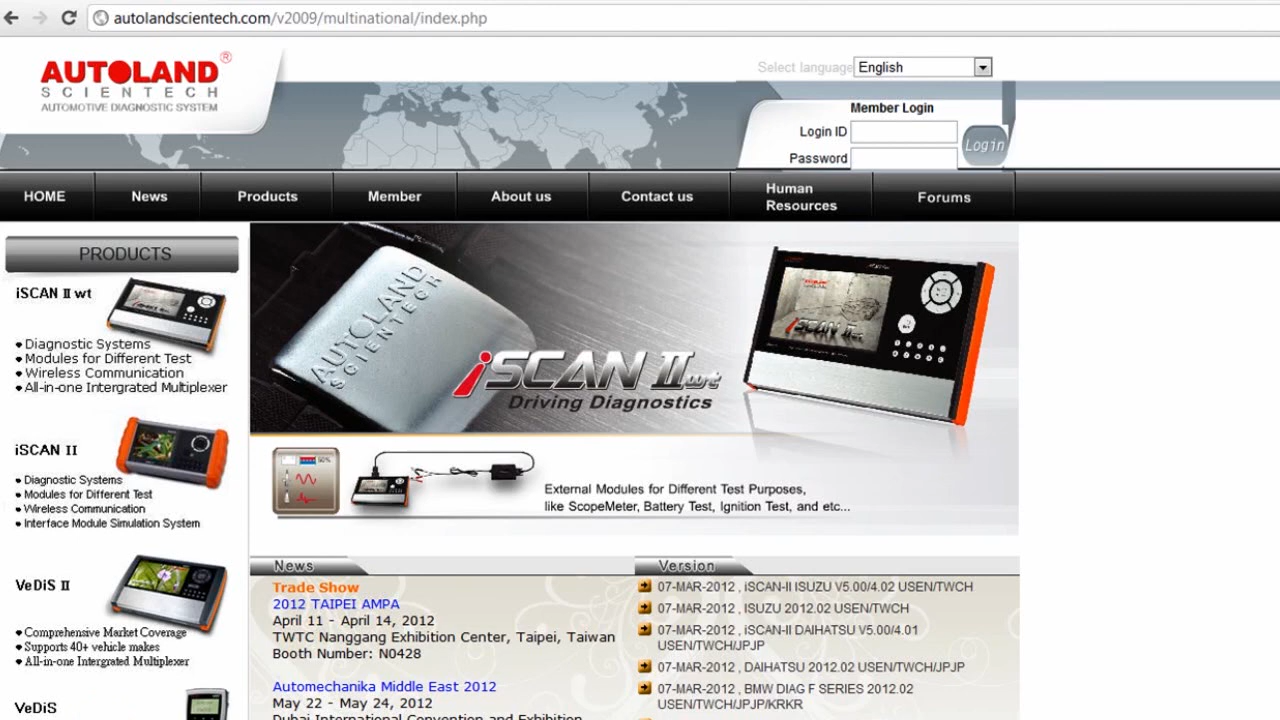 autolandscientech.com/v2009/multinational/index.php
AUTOLAND®
SCIENTECH
AUTOMOTIVE DIAGNOSTIC SYSTEM
Select language English
Member Login
Login ID
Password
Login
HOME
News
Products
Member
About us
Contact us
Human
Resources
Forums
PRODUCTS
iSCAN II wt
• Diagnostic Systems
• Modules for Different Test
• Wireless Communication
• All-in-one Intergrated Multiplexer
iSCAN II
• Diagnostic Systems
• Modules for Different Test
• Wireless Communication
• Interface Module Simulation System
VeDiS II
• Comprehensive Market Coverage
• Supports 40+ vehicle makes
• All-in-one Intergrated Multiplexer
VeDiS
AUTOLAND
SCIENTECH
iSCAN II wt
Driving Diagnostics
iSCAN II
External Modules for Different Test Purposes,
like ScopeMeter, Battery Test, Ignition Test, and etc...
News
Trade Show
2012 TAIPEI AMPA
April 11 - April 14, 2012
TWTC Nanggang Exhibition Center, Taipei, Taiwan
Booth Number: N0428
Automechanika Middle East 2012
May 22 - May 24, 2012
Dubai International Convention and Exhibition
Version
07-MAR-2012 , iSCAN-II ISUZU V5.00/4.02 USEN/TWCH
07-MAR-2012 , ISUZU 2012.02 USEN/TWCH
07-MAR-2012 , iSCAN-II DAIHATSU V5.00/4.01
USEN/TWCH/JPJP
07-MAR-2012 , DAIHATSU 2012.02 USEN/TWCH/JPJP
07-MAR-2012 , BMW DIAG F SERIES 2012.02
USEN/TWCH/JPJP/KRKR